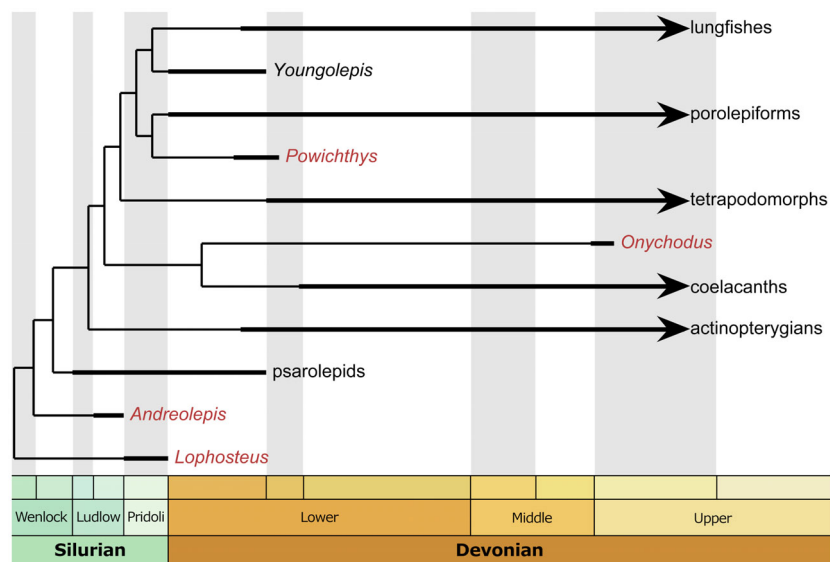 lungfishes
Youngolepis
porolepiforms
Powichthys
tetrapodomorphs
Onychodus
coelacanths
actinopterygians
psarolepids
Andreolepis
Lophosteus
Wenlock Ludlow Pridoli Lower Middle Upper
Silurian Devonian